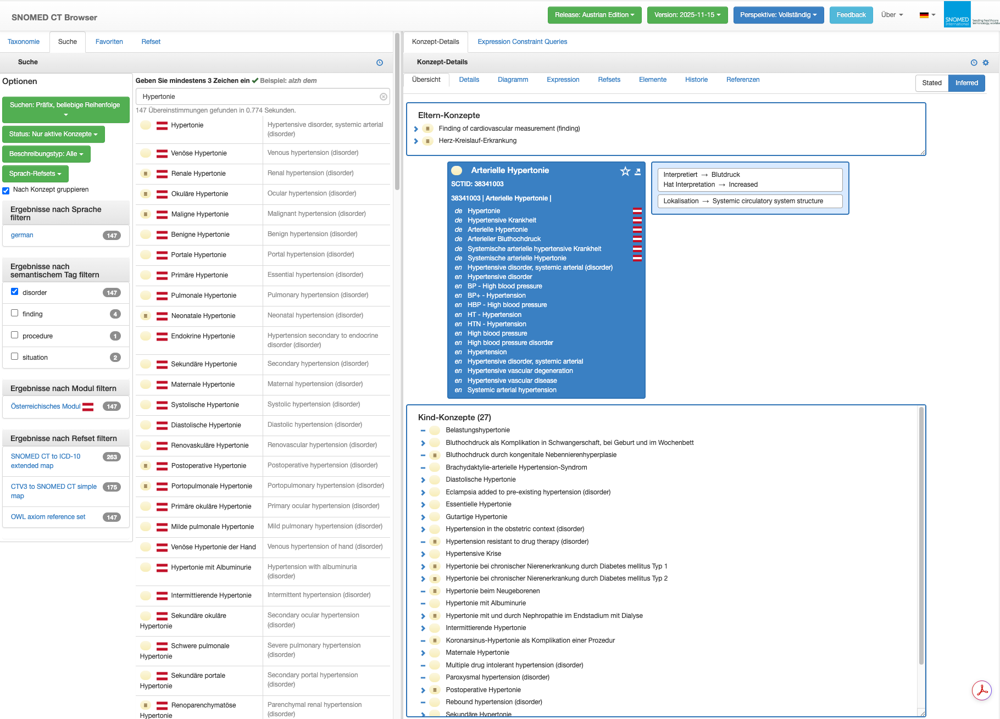 SNOMED CT Browser
Release: Austrian Edition
Version: 2025-11-15
Perspektive: Vollständig
Feedback
Über
SNOMED
International
Taxonomie
Suche
Favoriten
Refset
Suche
Optionen
Suchen: Präfix, beliebige Reihenfolge
Status: Nur aktive Konzepte
Beschreibungstyp: Alle
Sprach-Refsets
Nach Konzept gruppieren
Ergebnisse nach Sprache
filtern
german 147
Ergebnisse nach
semantischem Tag filtern
disorder 147
finding 4
procedure 1
situation 2
Ergebnisse nach Modul filtern
Österreichisches Modul 147
Ergebnisse nach Refset filtern
SNOMED CT to ICD-10 263
extended map
CTV3 to SNOMED CT simple 175
map
OWL axiom reference set 147
Geben Sie mindestens 3 Zeichen ein Beispiel: alzh dem
Hypertonie
147 Übereinstimmungen gefunden in 0.774 Sekunden.
Hypertonie Hypertensive disorder, systemic arterial
(disorder)
Venöse Hypertonie Venous hypertension (disorder)
Renale Hypertonie Renal hypertension (disorder)
Okuläre Hypertonie Ocular hypertension (disorder)
Maligne Hypertonie Malignant hypertension (disorder)
Benigne Hypertonie Benign hypertension (disorder)
Portale Hypertonie Portal hypertension (disorder)
Primäre Hypertonie Essential hypertension (disorder)
Pulmonale Hypertonie Pulmonary hypertension (disorder)
Neonatale Hypertonie Neonatal hypertension (disorder)
Endokrine Hypertonie Hypertension secondary to endocrine
disorder (disorder)
Sekundäre Hypertonie Secondary hypertension (disorder)
Maternale Hypertonie Maternal hypertension (disorder)
Systolische Hypertonie Systolic hypertension (disorder)
Diastolische Hypertonie Diastolic hypertension (disorder)
Renovaskuläre Hypertonie Renovascular hypertension (disorder)
Postoperative Hypertonie Postoperative hypertension (disorder)
Portopulmonale Hypertonie Portopulmonary hypertension (disorder)
Primäre okuläre Hypertonie Primary ocular hypertension (disorder)
Milde pulmonale Hypertonie Mild pulmonary hypertension (disorder)
Venöse Hypertonie der Hand Venous hypertension of hand (disorder)
Hypertonie mit Albuminurie Hypertension with albuminuria
(disorder)
Intermittierende Hypertonie Intermittent hypertension (disorder)
Sekundäre okuläre Secondary ocular hypertension
Hypertonie (disorder)
Schwere pulmonale Severe pulmonary hypertension
Hypertonie (disorder)
Sekundäre portale Secondary portal hypertension
Hypertonie (disorder)
Renoparenchymatöse Parenchymal renal hypertension
Hypertonie (disorder)
Konzept-Details
Expression Constraint Queries
Konzept-Details
Übersicht
Details
Diagramm
Expression
Refsets
Elemente
Historie
Referenzen
Stated
Inferred
Eltern-Konzepte
Finding of cardiovascular measurement (finding)
Herz-Kreislauf-Erkrankung
Arterielle Hypertonie
SCTID: 38341003
38341003 | Arterielle Hypertonie |
de Hypertonie
de Hypertensive Krankheit
de Arterielle Hypertonie
de Arterieller Bluthochdruck
de Systemische arterielle hypertensive Krankheit
de Systemische arterielle Hypertonie
en Hypertensive disorder, systemic arterial (disorder)
en Hypertensive disorder
en BP - High blood pressure
en BP+ - Hypertension
en HBP - High blood pressure
en HT - Hypertension
en HTN - Hypertension
en High blood pressure
en High blood pressure disorder
en Hypertension
en Hypertensive disorder, systemic arterial
en Hypertensive vascular degeneration
en Hypertensive vascular disease
en Systemic arterial hypertension
Interpretiert → Blutdruck
Hat Interpretation → Increased
Lokalisation → Systemic circulatory system structure
Kind-Konzepte (27)
Belastungshypertonie
Bluthochdruck als Komplikation in Schwangerschaft, bei Geburt und im Wochenbett
Bluthochdruck durch kongenitale Nebennierenhyperplasie
Brachydaktylie-arterielle Hypertension-Syndrom
Diastolische Hypertonie
Eclampsia added to pre-existing hypertension (disorder)
Essentielle Hypertonie
Gutartige Hypertonie
Hypertension in the obstetric context (disorder)
Hypertension resistant to drug therapy (disorder)
Hypertensive Krise
Hypertonie bei chronischer Nierenerkrankung durch Diabetes mellitus Typ 1
Hypertonie bei chronischer Nierenerkrankung durch Diabetes mellitus Typ 2
Hypertonie beim Neugeborenen
Hypertonie mit Albuminurie
Hypertonie mit und durch Nephropathie im Endstadium mit Dialyse
Intermittierende Hypertonie
Koronarsinus-Hypertonie als Komplikation einer Prozedur
Maternale Hypertonie
Multiple drug intolerant hypertension (disorder)
Paroxysmal hypertension (disorder)
Postoperative Hypertonie
Rebound hypertension (disorder)
Sekundäre Hypertonie